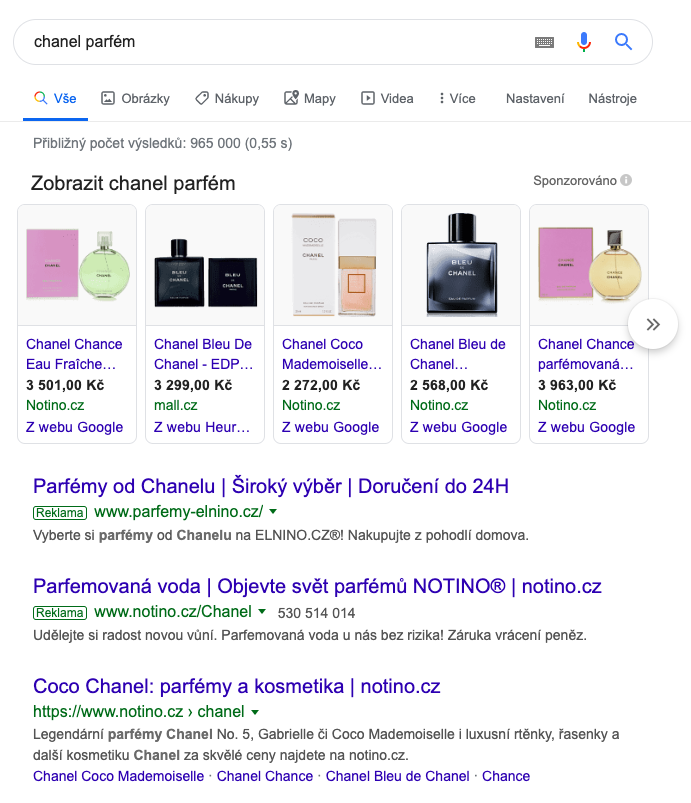 chanel parfém
Vše Obrázky Nákupy Mapy Videa Více Nastavení Nástroje
Přibližný počet výsledků: 965 000 (0,55 s)
Zobrazit chanel parfém
Sponzorováno
Chanel Chance
Eau Fraîche…
3 501,00 Kč
Notino.cz
Z webu Google
Chanel Bleu De
Chanel - EDP…
3 299,00 Kč
mall.cz
Z webu Heur…
Chanel Coco
Mademoiselle…
2 272,00 Kč
Notino.cz
Z webu Google
Chanel Bleu de
Chanel…
2 568,00 Kč
Notino.cz
Z webu Google
Chanel Chance
parfémovaná…
3 963,00 Kč
Notino.cz
Z webu Google
Parfémy od Chanelu | Široký výběr | Doručení do 24H
Reklama www.parfemy-elnino.cz/
Vyberte si parfémy od Chanelu na ELNINO.CZ®! Nakupujte z pohodlí domova.
Parfemovaná voda | Objevte svět parfémů NOTINO® | notino.cz
Reklama www.notino.cz/Chanel 530 514 014
Udělejte si radost novou vůní. Parfemovaná voda u nás bez rizika! Záruka vrácení peněz.
Coco Chanel: parfémy a kosmetika | notino.cz
https://www.notino.cz › chanel
Legendární parfémy Chanel No. 5, Gabrielle či Coco Mademoiselle i luxusní rtěnky, řasenky a
další kosmetiku Chanel za skvělé ceny najdete na notino.cz.
Chanel Coco Mademoiselle · Chanel Chance · Chanel Bleu de Chanel · Chance